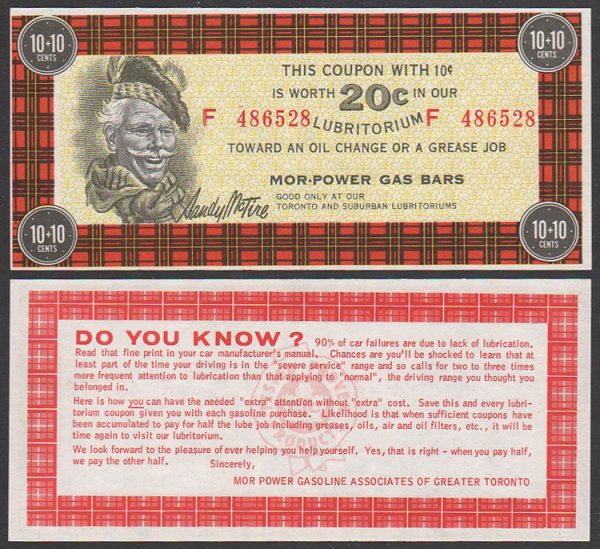 10+10
CENTS
10+10
CENTS
THIS COUPON WITH 10¢
IS WORTH 20¢ IN OUR
F 486528 LUBRITORIUM F 486528
TOWARD AN OIL CHANGE OR A GREASE JOB
MOR-POWER GAS BARS
GOOD ONLY AT OUR
TORONTO AND SUBURBAN LUBRITORIUMS
Sandy McTire
10+10
CENTS
10+10
CENTS
DO YOU KNOW ? 90% of car failures are due to lack of lubrication.
Read that fine print in your car manufacturer's manual. Chances are you'll be shocked to learn that at
least part of the time your driving is in the "severe service" range and so calls for two to three times
more frequent attention to lubrication than that applying to "normal", the driving range you thought you
belonged in.
Here is how you can have the needed "extra" attention without "extra" cost. Save this and every lubri-
torium coupon given you with each gasoline purchase. Likelihood is that when sufficient coupons have
been accumulated to pay for half the lube job including greases, oils, air and oil filters, etc., it will be
time again to visit our lubritorium.
We look forward to the pleasure of ever helping you help yourself. Yes, that is right - when you pay half,
we pay the other half. Sincerely,
MOR POWER GASOLINE ASSOCIATES OF GREATER TORONTO
PRODUCT